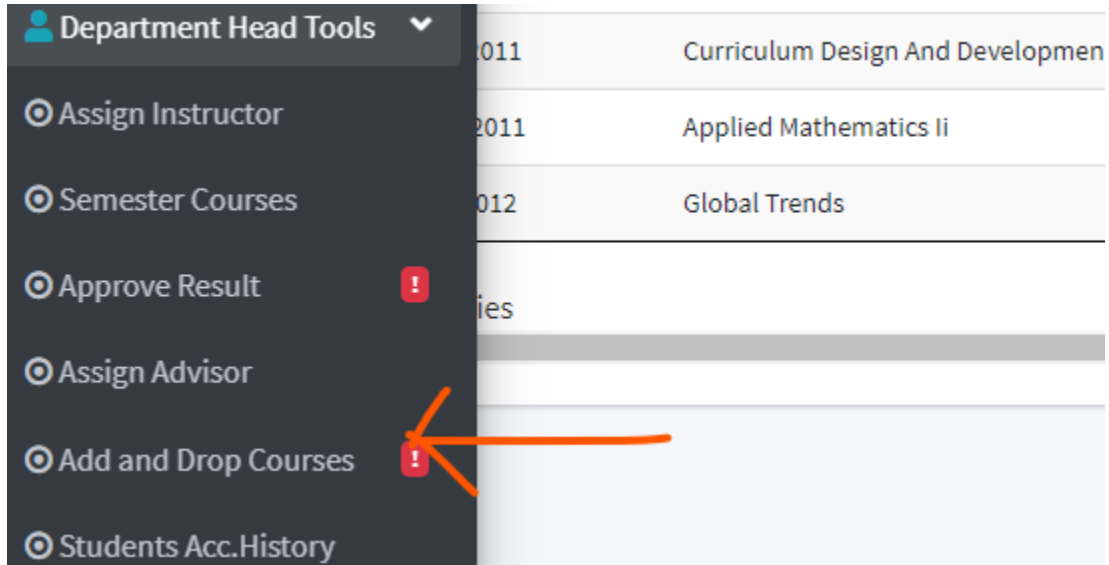 Department Head Tools
Assign Instructor
Semester Courses
Approve Result !
Assign Advisor
Add and Drop Courses !
Students Acc.History
2011 Curriculum Design And Developmen
2011 Applied Mathematics Ii
012 Global Trends
ies